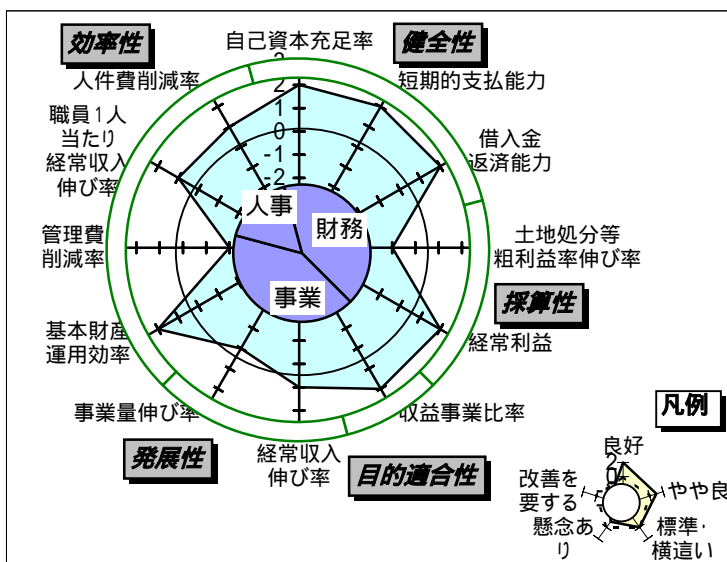 効率性
自己資本充足率
健全性
人件費削減率
短期的支払能力
3
2
1
0
-1
-2
職員1人
当たり
経常収入
伸び率
借入金
返済能力
人事
財務
事業
管理費
削減率
土地処分等
粗利益率伸び率
採算性
基本財産
運用効率
経常利益
事業量伸び率
収益事業比率
凡例
発展性
経常収入
伸び率
目的適合性
良好
2
0
改善を
要する
やや良
懸念あ
り
標準・
横這い